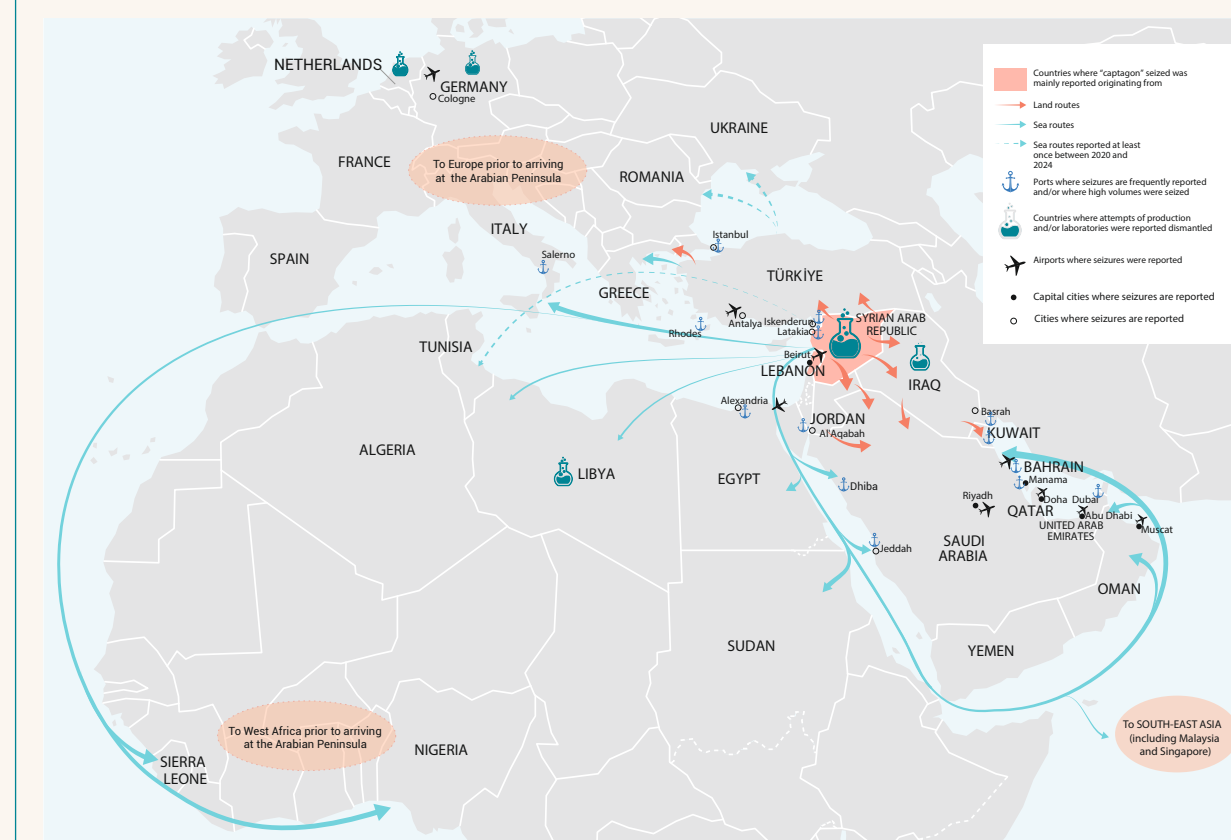 NETHERLANDS
GERMANY
Cologne
UKRAINE
FRANCE
To Europe prior to arriving
at the Arabian Peninsula
ROMANIA
ITALY
Salerno
Istanbul
SPAIN
TÜRKİYE
GREECE
Rhodes
Antalya
Iskenderun
Latakia
SYRIAN ARAB
REPUBLIC
TUNISIA
Beirut
LEBANON
IRAQ
Alexandria
JORDAN
Al'Aqabah
Basrah
KUWAIT
ALGERIA
LIBYA
EGYPT
Dhiba
BAHRAIN
Manama
Riyadh
Doha
Dubai
QATAR
Abu Dhabi
UNITED ARAB
EMIRATES
Muscat
Jeddah
SAUDI
ARABIA
OMAN
SUDAN
YEMEN
To West Africa prior to arriving
at the Arabian Peninsula
NIGERIA
SIERRA
LEONE
To SOUTH-EAST ASIA
(including Malaysia
and Singapore)
Countries where "captagon" seized was
mainly reported originating from
Land routes
Sea routes
Sea routes reported at least
once between 2020 and
2024
Ports where seizures are frequently reported
and/or where high volumes were seized
Countries where attempts of production
and/or laboratories were reported dismantled
Airports where seizures were reported
Capital cities where seizures are reported
Cities where seizures are reported